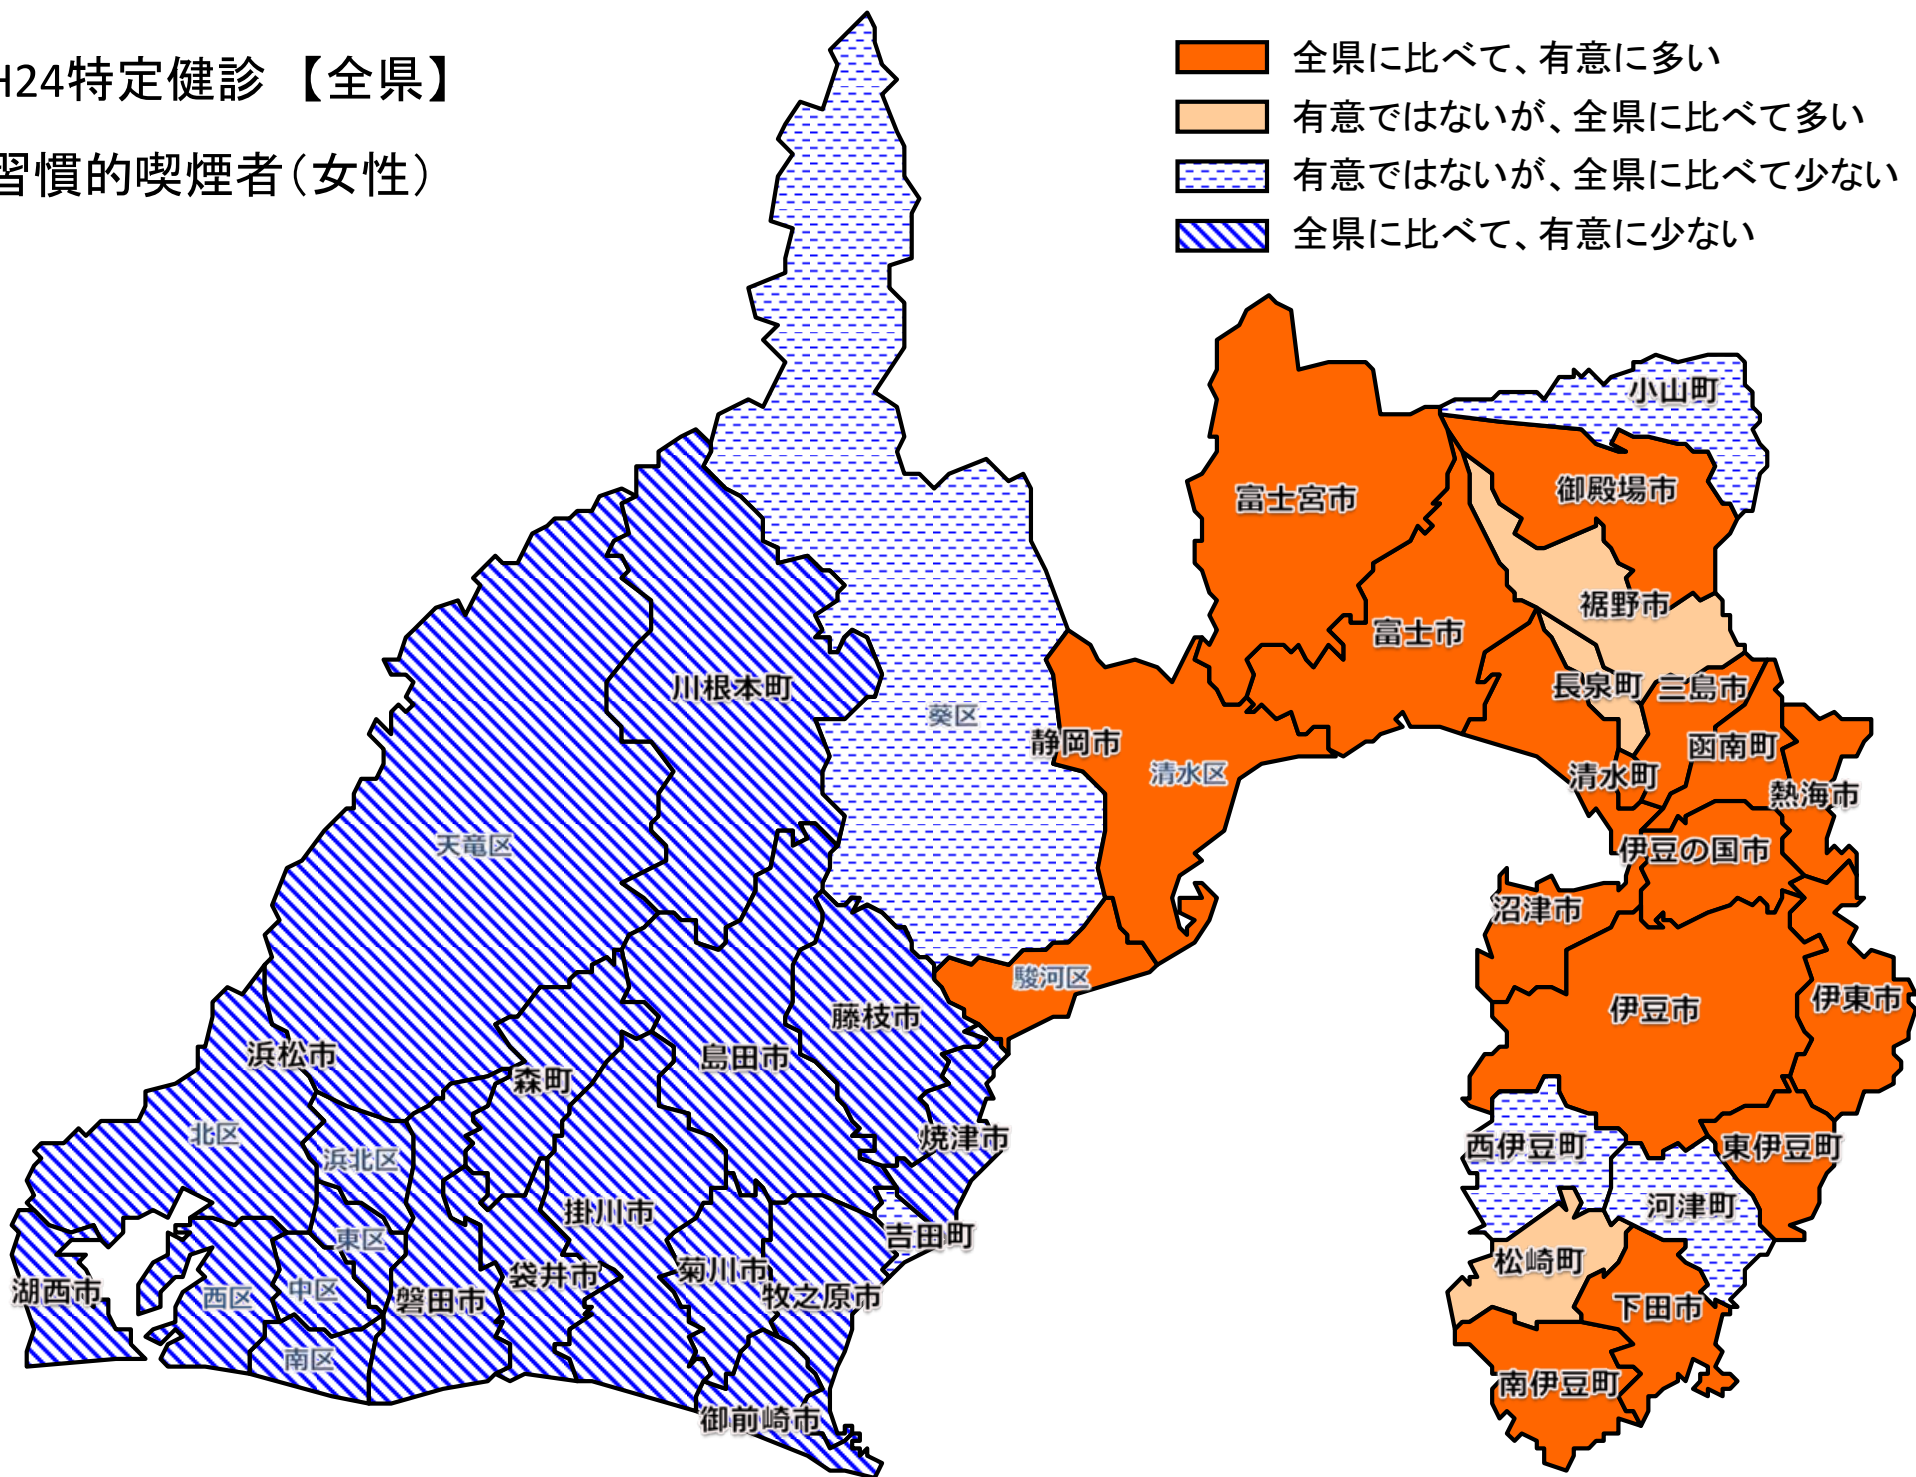 H24特定健診 【全県】
習慣的喫煙者(女性)
全県に比べて、有意に多い
有意ではないが、全県に比べて多い
有意ではないが、全県に比べて少ない
全県に比べて、有意に少ない
小山町
御殿場市
富士宮市
裾野市
富士市
長泉町
三島市
川根本町
葵区
静岡市
清水区
函南町
清水町
熱海市
天竜区
伊豆の国市
沼津市
駿河区
伊豆市
伊東市
藤枝市
浜松市
島田市
森町
北区
浜北区
焼津市
西伊豆町
東伊豆町
掛川市
河津町
東区
吉田町
湖西市
西区
中区
磐田市
袋井市
菊川市
牧之原市
松崎町
下田市
南区
南伊豆町
御前崎市